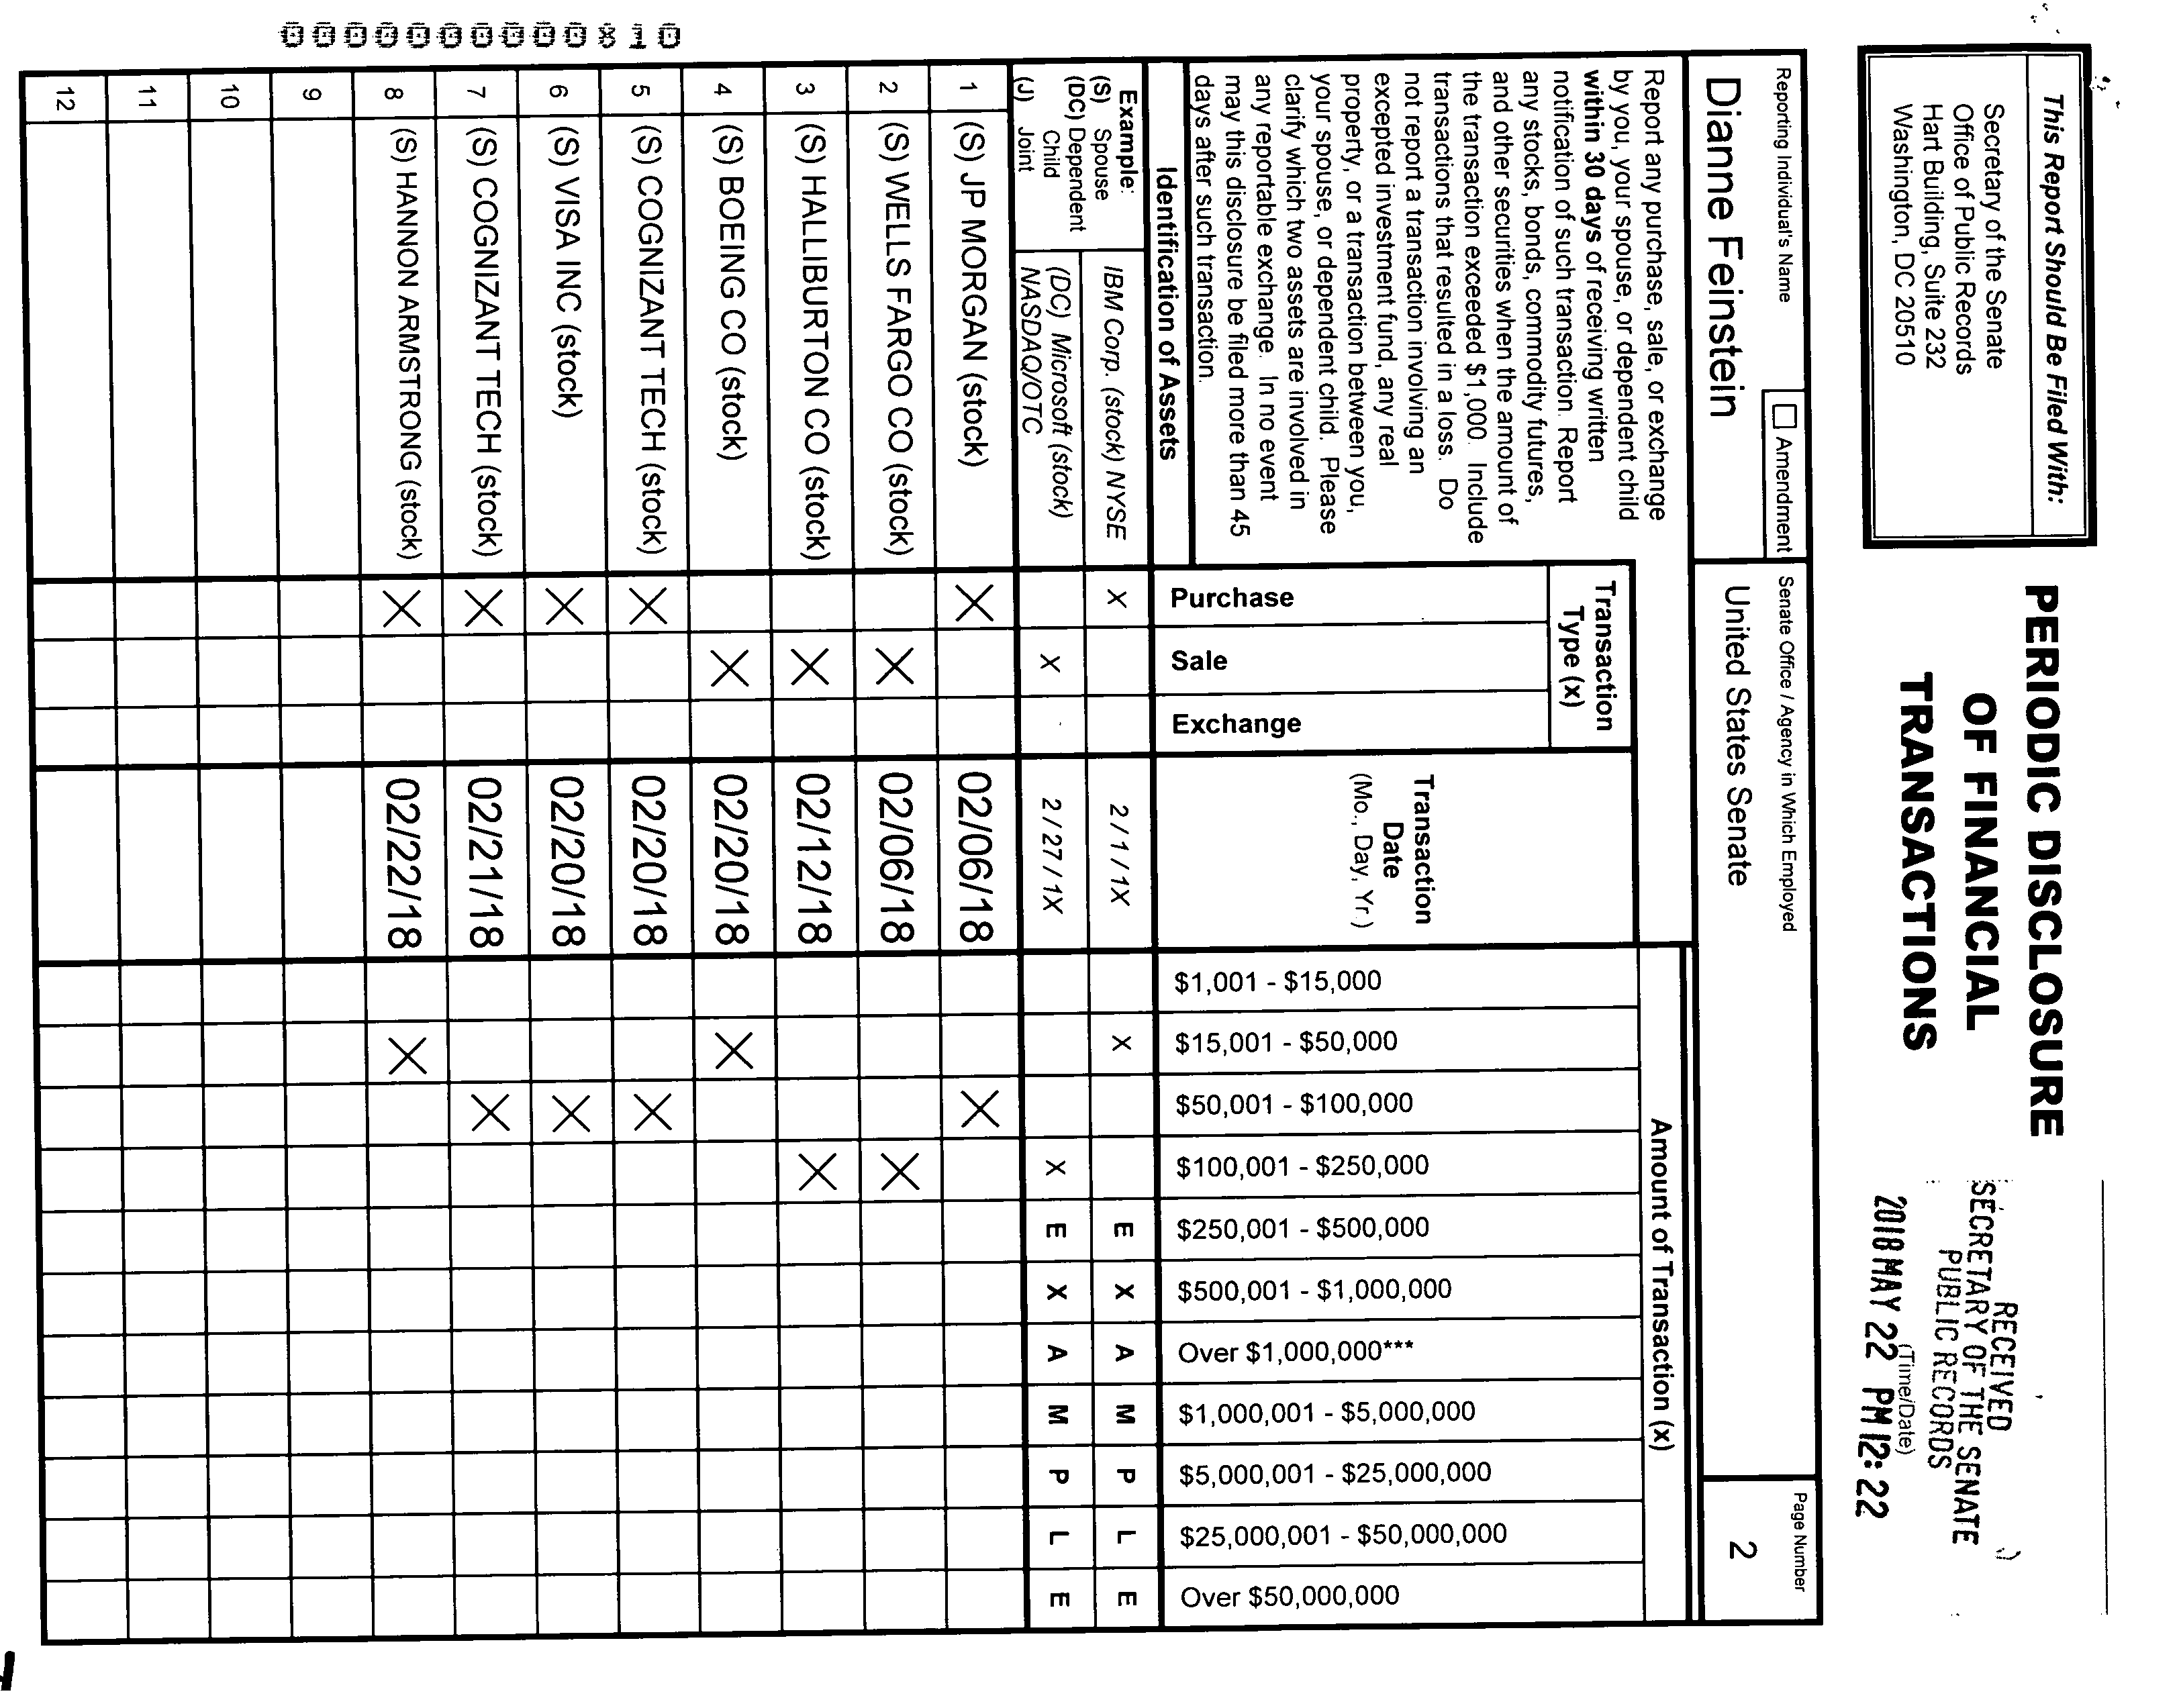 This Report Should Be Filed With:
Secretary of the Senate
Office of Public Records
Hart Building, Suite 232
Washington, DC 20510
PERIODIC DISCLOSURE
OF FINANCIAL
TRANSACTIONS
RECEIVED
SECRETARY OF THE SENATE
PUBLIC RECORDS
(Time/Date)
2018 MAY 22 PM 12:22
Reporting Individual's Name
Amendment
Senate Office / Agency in Which Employed
Page Number
Dianne Feinstein
United States Senate
2
Report any purchase, sale, or exchange
by you, your spouse, or dependent child
within 30 days of receiving written
notification of such transaction. Report
any stocks, bonds, commodity futures,
and other securities when the amount of
the transaction exceeded $1,000. Include
transactions that resulted in a loss. Do
not report a transaction involving an
excepted investment fund, any real
property, or a transaction between you,
your spouse, or dependent child. Please
clarify which two assets are involved in
any reportable exchange. In no event
may this disclosure be filed more than 45
days after such transaction.
Transaction
Type (x)
Purchase
Sale
Exchange
Transaction
Date
(Mo., Day, Yr.)
Amount of Transaction (x)
$1,001 - $15,000
$15,001 - $50,000
$50,001 - $100,000
$100,001 - $250,000
$250,001 - $500,000
$500,001 - $1,000,000
Over $1,000,000***
$1,000,001 - $5,000,000
$5,000,001 - $25,000,000
$25,000,001 - $50,000,000
Over $50,000,000
Identification of Assets
Example:
(S) Spouse
(DC) Dependent
Child
(J) Joint
IBM Corp. (stock) NYSE X 2 / 1 / 1X X E X A M P L E
(DC) Microsoft (stock)
NASDAQ/OTC X 2 / 27 / 1X X E X A M P L E
1 (S) JP MORGAN (stock) X 02/06/18 X
2 (S) WELLS FARGO CO (stock) X 02/06/18 X
3 (S) HALLIBURTON CO (stock) X 02/12/18 X
4 (S) BOEING CO (stock) X 02/20/18 X
5 (S) COGNIZANT TECH (stock) X 02/20/18 X
6 (S) VISA INC (stock) X 02/20/18 X
7 (S) COGNIZANT TECH (stock) X 02/21/18 X
8 (S) HANNON ARMSTRONG (stock) X 02/22/18 X
9
10
11
12